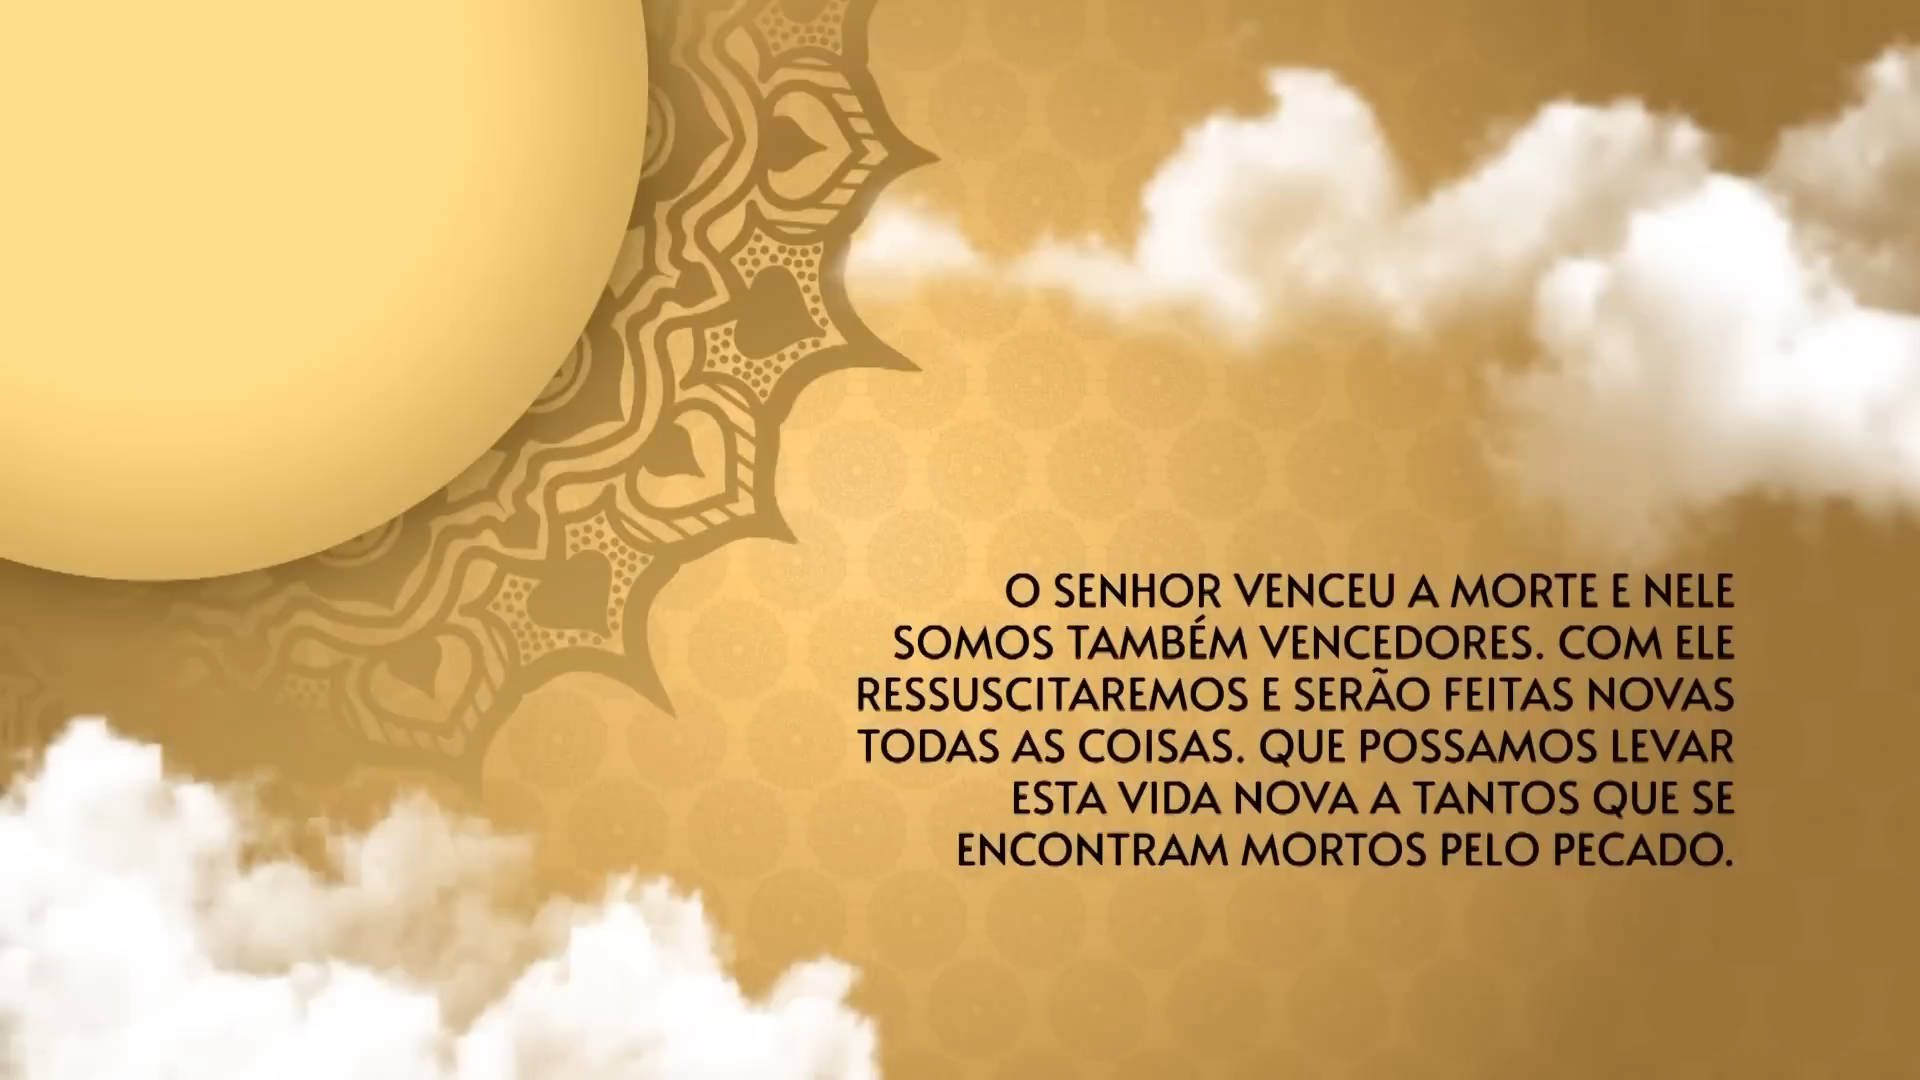 O SENHOR VENCEU A MORTE E NELE
SOMOS TAMBÉM VENCEDORES. COM ELE
RESSUSCITAREMOS E SERÃO FEITAS NOVAS
TODAS AS COISAS. QUE POSSAMOS LEVAR
ESTA VIDA NOVA A TANTOS QUE SE
ENCONTRAM MORTOS PELO PECADO.